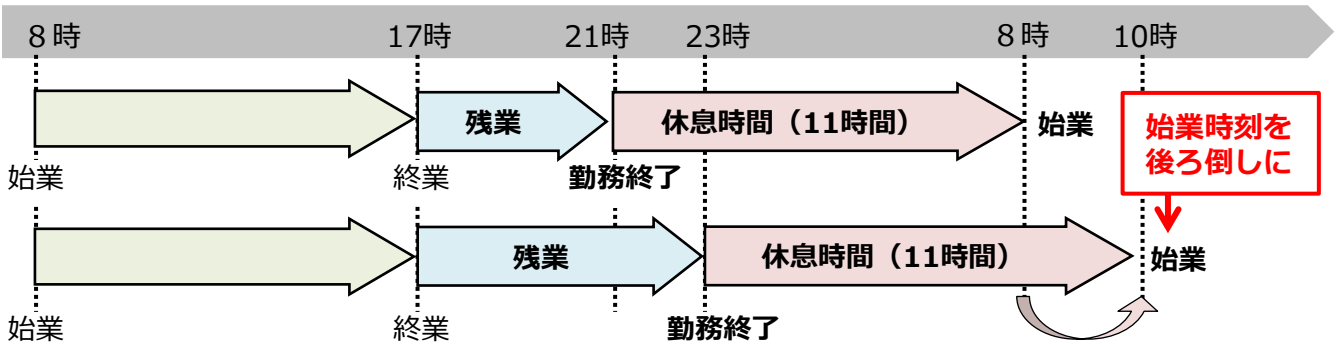 ８時 17時 21時 23時 ８時 10時
残業 休息時間（11時間） 始業
始業時刻を
後ろ倒しに
始業 終業 勤務終了
残業 休息時間（11時間） 始業
始業 終業 勤務終了